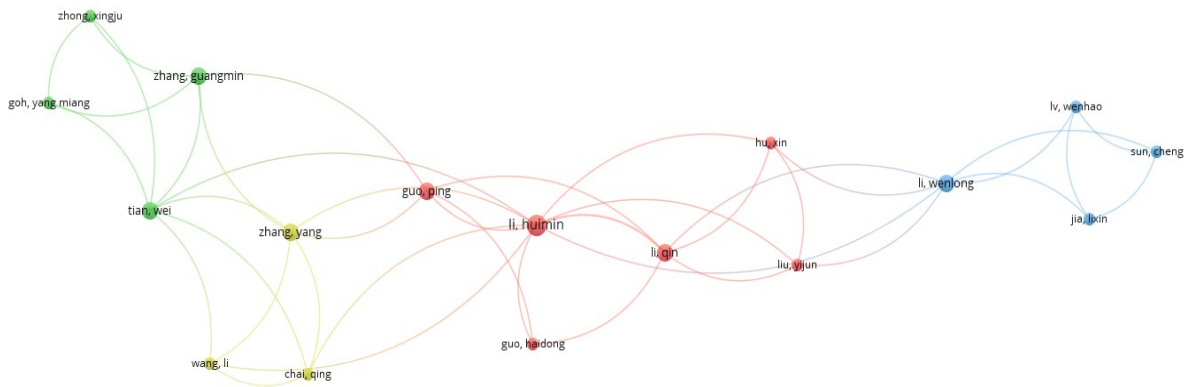 zhong, xingju
zhang, guangmin
goh, yang miang
lv, wenhao
hu, xin
sun, cheng
li, wenlong
guo, ping
tian, wei
jia, lixin
li, huimin
zhang, yang
li, qin
liu, yijun
guo, haidong
wang, li
chai, qing